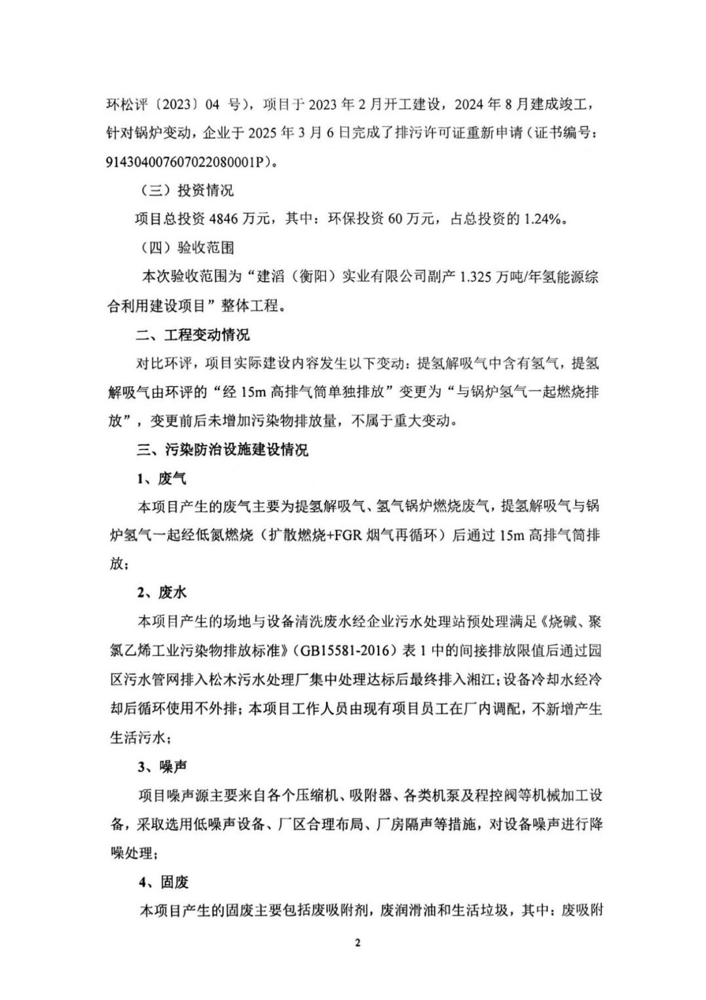 环松评〔2023〕04 号），项目于 2023 年 2 月开工建设，2024 年 8 月建成竣工，
针对锅炉变动，企业于 2025 年 3 月 6 日完成了排污许可证重新申请（证书编号：
914304007607022080001P）。
（三）投资情况
项目总投资 4846 万元，其中：环保投资 60 万元，占总投资的 1.24%。
（四）验收范围
本次验收范围为“建滔（衡阳）实业有限公司副产 1.325 万吨/年氢能源综
合利用建设项目”整体工程。
二、工程变动情况
对比环评，项目实际建设内容发生以下变动：提氢解吸气中含有氢气，提氢
解吸气由环评的“经 15m 高排气筒单独排放”变更为“与锅炉氢气一起燃烧排
放”，变更前后未增加污染物排放量，不属于重大变动。
三、污染防治设施建设情况
1、废气
本项目产生的废气主要为提氢解吸气、氢气锅炉燃烧废气，提氢解吸气与锅
炉氢气一起经低氮燃烧（扩散燃烧+FGR 烟气再循环）后通过 15m 高排气筒排
放；
2、废水
本项目产生的场地与设备清洗废水经企业污水处理站预处理满足《烧碱、聚
氯乙烯工业污染物排放标准》（GB15581-2016）表 1 中的间接排放限值后通过园
区污水管网排入松木污水处理厂集中处理达标后最终排入湘江；设备冷却水经冷
却后循环使用不外排；本项目工作人员由现有项目员工在厂内调配，不新增产生
生活污水；
3、噪声
项目噪声源主要来自各个压缩机、吸附器、各类机泵及程控阀等机械加工设
备，采取选用低噪声设备、厂区合理布局、厂房隔声等措施，对设备噪声进行降
噪处理；
4、固废
本项目产生的固废主要包括废吸附剂，废润滑油和生活垃圾，其中：废吸附
2